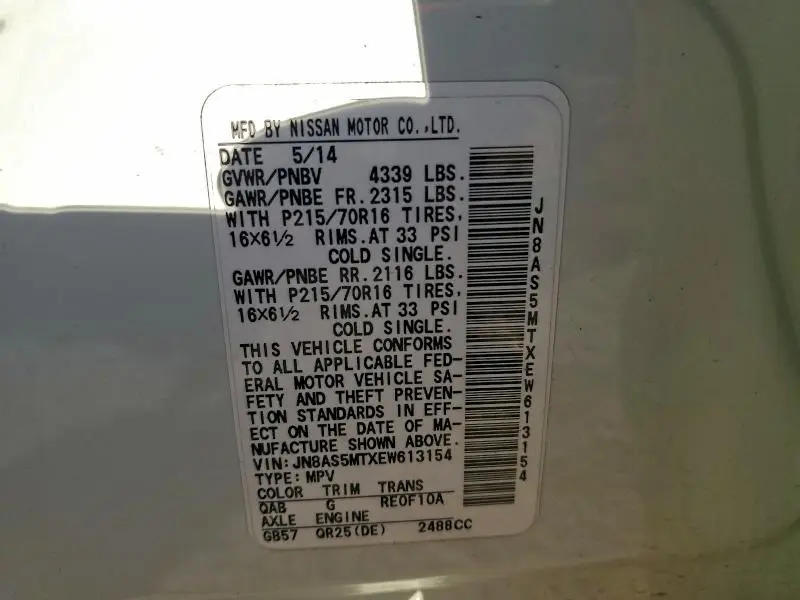 MFD BY NISSAN MOTOR CO.,LTD.
DATE 5/14
GVWR/PNBV 4339 LBS.
GAWR/PNBE FR. 2315 LBS.
WITH P215/70R16 TIRES,
16X6½ RIMS. AT 33 PSI
COLD SINGLE.
GAWR/PNBE RR. 2116 LBS.
WITH P215/70R16 TIRES,
16X6½ RIMS. AT 33 PSI
COLD SINGLE.
THIS VEHICLE CONFORMS
TO ALL APPLICABLE FED-
ERAL MOTOR VEHICLE SA-
FETY AND THEFT PREVEN-
TION STANDARDS IN EFF-
ECT ON THE DATE OF MA-
NUFACTURE SHOWN ABOVE.
VIN: JN8AS5MTXEW613154
TYPE: MPV
COLOR TRIM TRANS
QAB G RE0F10A
AXLE ENGINE
GB57 QR25(DE) 2488CC
JN8AS5MTXEW613154